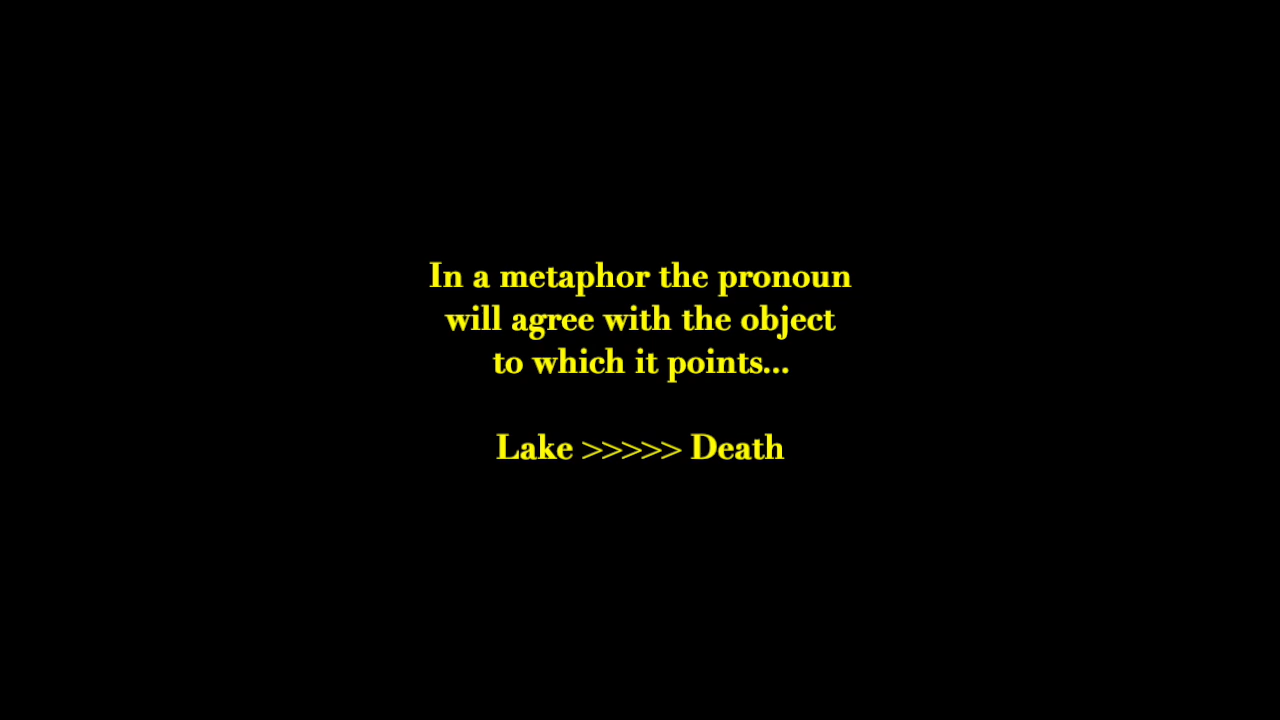 In a metaphor the pronoun
will agree with the object
to which it points...
Lake >>>>> Death